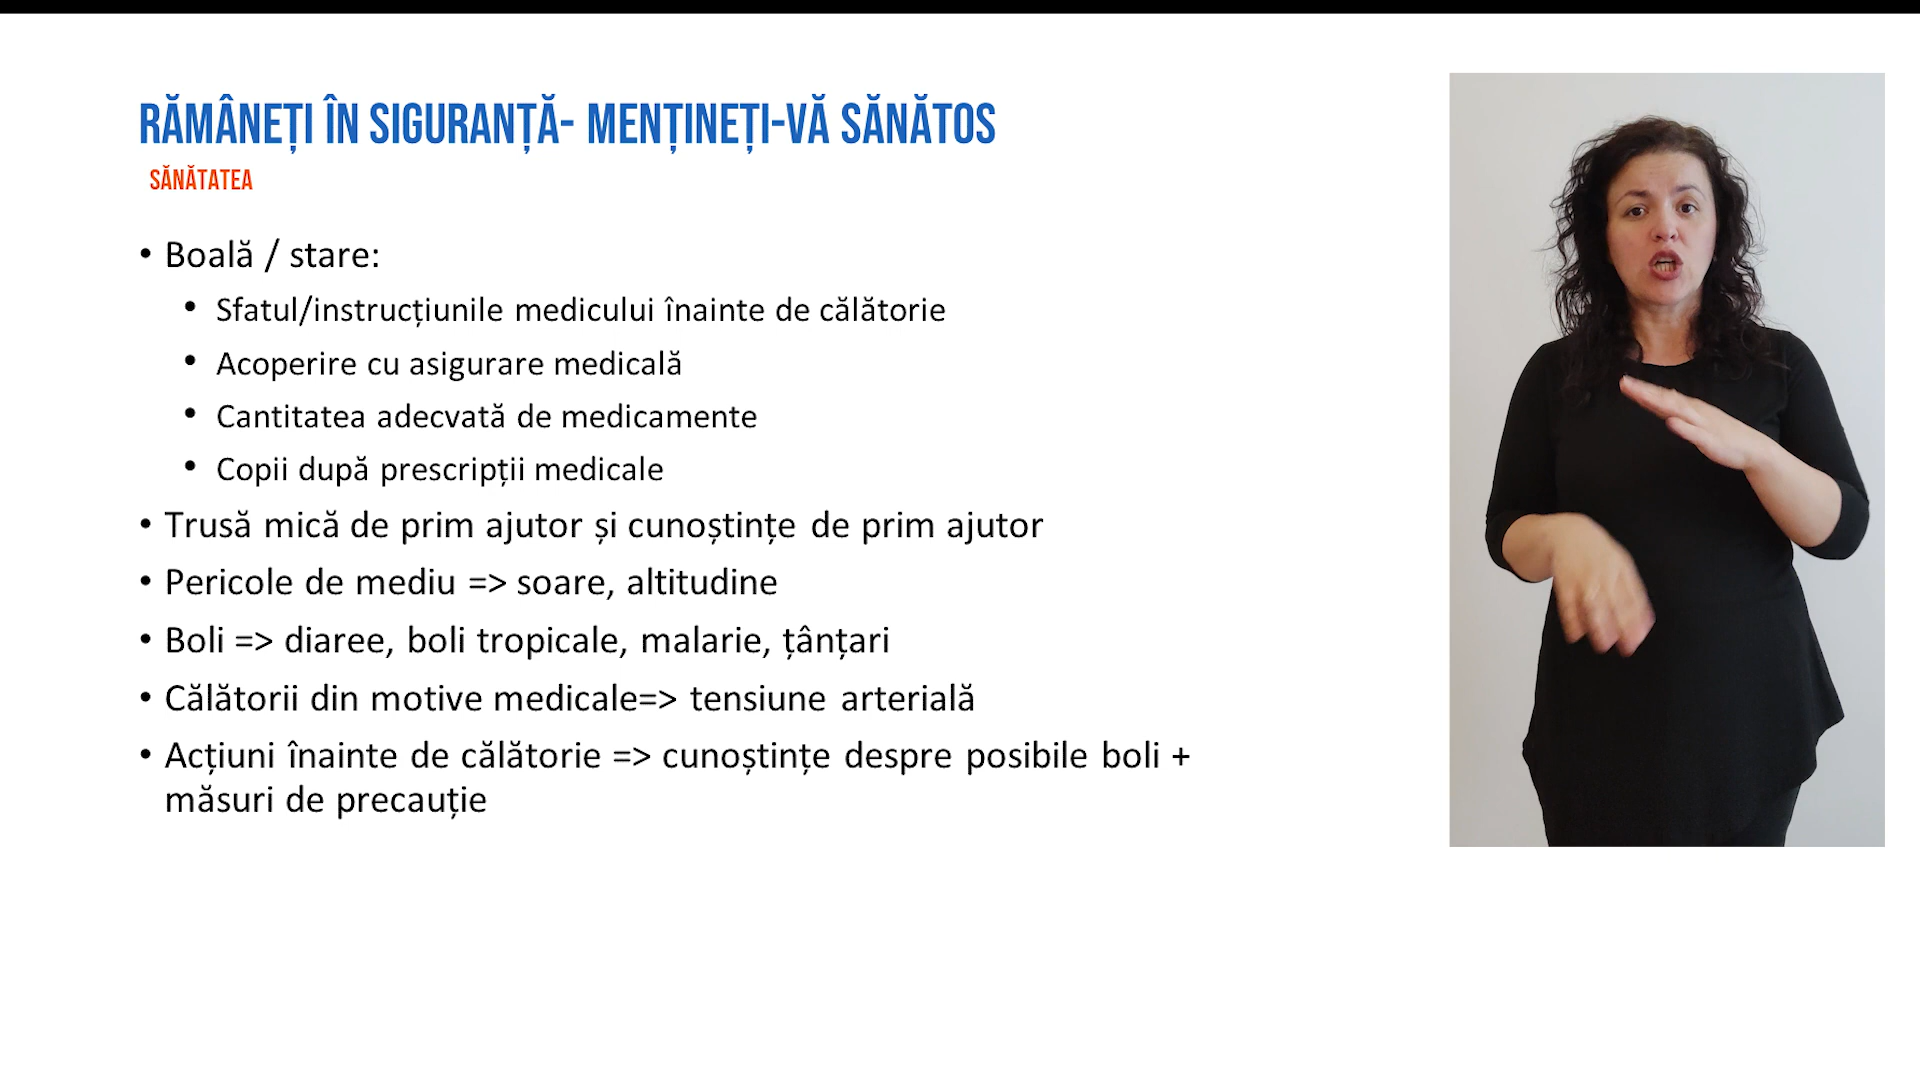 RĂMÂNEȚI ÎN SIGURANȚĂ- MENȚINEȚI-VĂ SĂNĂTOS
SĂNĂTATEA
• Boală / stare:
• Sfatul/instrucțiunile medicului înainte de călătorie
• Acoperire cu asigurare medicală
• Cantitatea adecvată de medicamente
• Copii după prescripții medicale
• Trusă mică de prim ajutor și cunoștințe de prim ajutor
• Pericole de mediu => soare, altitudine
• Boli => diaree, boli tropicale, malarie, țânțari
• Călătorii din motive medicale=> tensiune arterială
• Acțiuni înainte de călătorie => cunoștințe despre posibile boli +
măsuri de precauție